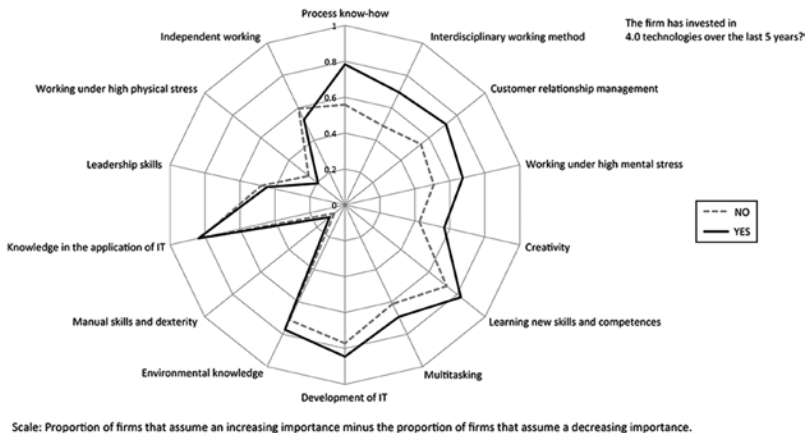 Process know-how
The firm has invested in
4.0 technologies over the last 5 years?"
Independent working
Interdisciplinary working method
Working under high physical stress
Customer relationship management
Leadership skills
Working under high mental stress
Knowledge in the application of IT
Creativity
Manual skills and dexterity
Learning new skills and competences
Environmental knowledge
Multitasking
Development of IT
1
0.8
0.6
0.4
0.2
0
NO
YES
Scale: Proportion of firms that assume an increasing importance minus the proportion of firms that assume a decreasing importance.